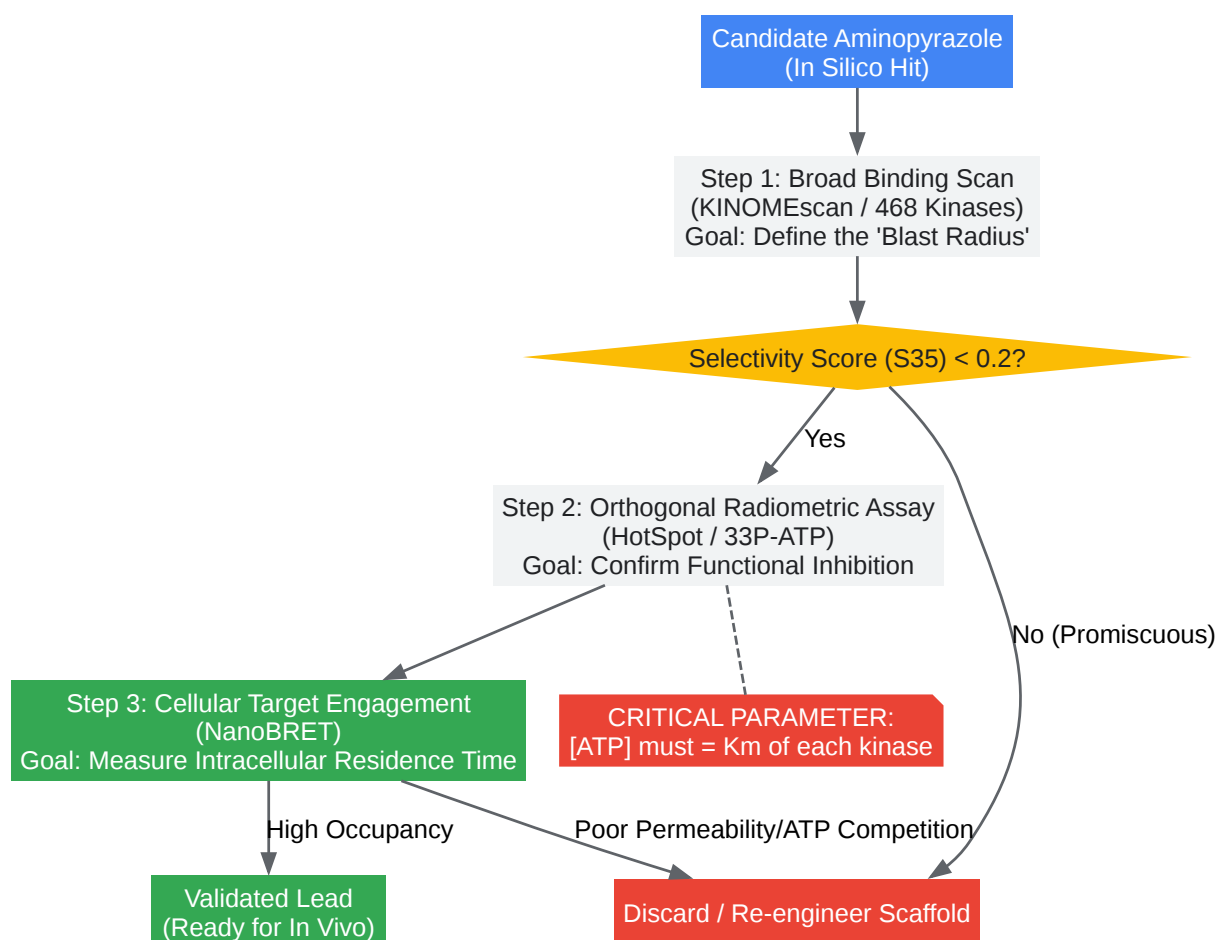 Candidate Aminopyrazole
(In Silico Hit)
Step 1: Broad Binding Scan
(KINOMEscan / 468 Kinases)
Goal: Define the 'Blast Radius'
Selectivity Score (S35) < 0.2?
Yes
Step 2: Orthogonal Radiometric Assay
(HotSpot / 33P-ATP)
Goal: Confirm Functional Inhibition
No (Promiscuous)
Step 3: Cellular Target Engagement
(NanoBRET)
Goal: Measure Intracellular Residence Time
CRITICAL PARAMETER:
[ATP] must = Km of each kinase
High Occupancy
Poor Permeability/ATP Competition
Validated Lead
(Ready for In Vivo)
Discard / Re-engineer Scaffold